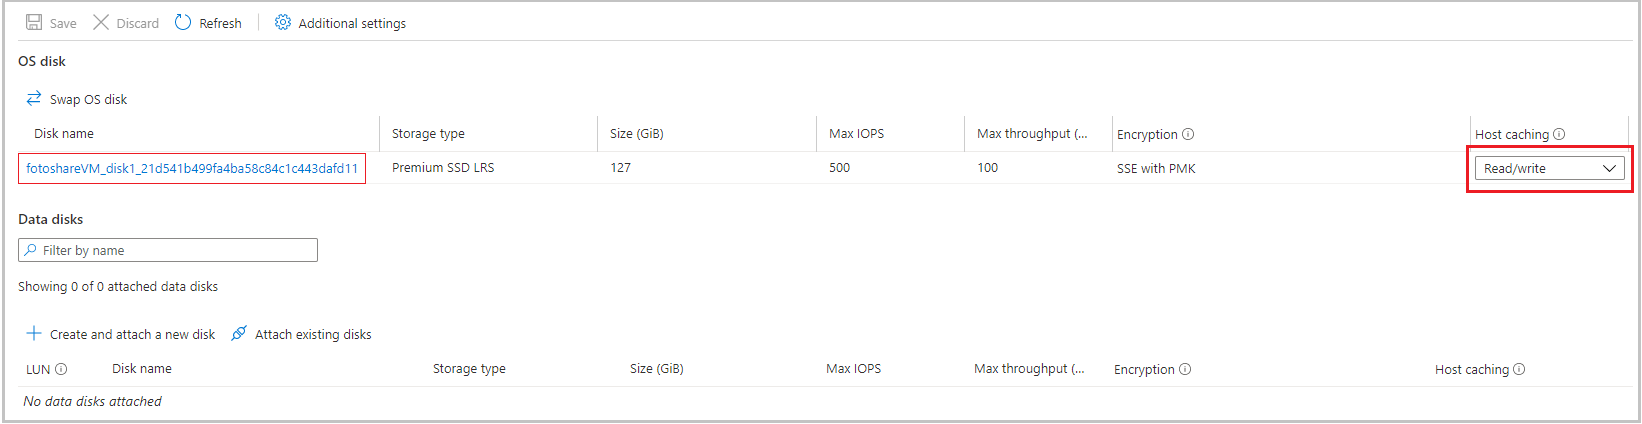 Save Discard Refresh Additional settings
OS disk
Swap OS disk
Disk name Storage type Size (GiB) Max IOPS Max throughput (... Encryption Host caching
fotoshareVM_disk1_21d541b499fa4ba58c84c1c443dafd11 Premium SSD LRS 127 500 100 SSE with PMK Read/write
Data disks
Filter by name
Showing 0 of 0 attached data disks
Create and attach a new disk Attach existing disks
LUN Disk name Storage type Size (GiB) Max IOPS Max throughput (... Encryption Host caching
No data disks attached